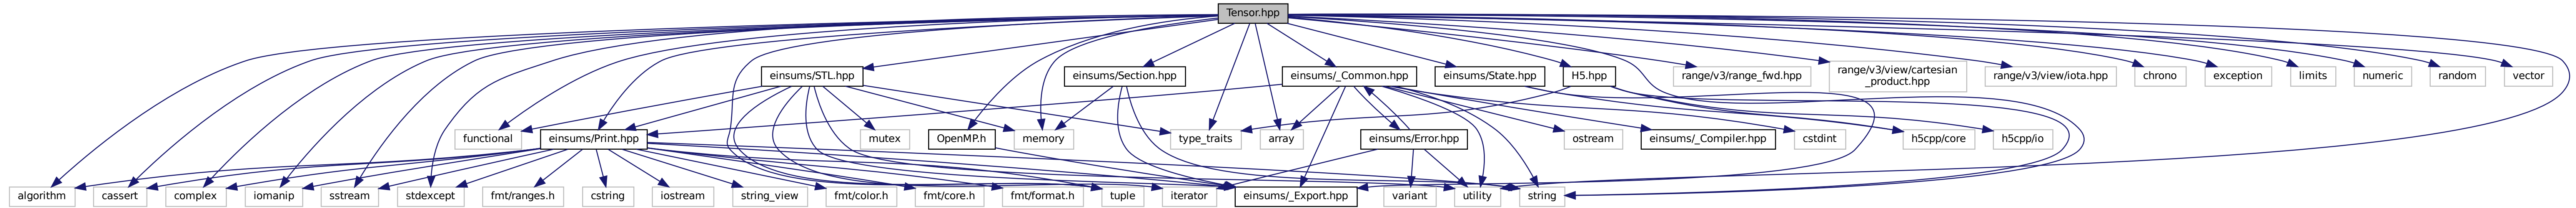 Tensor.hpp
einsums/STL.hpp
einsums/Section.hpp
einsums/_Common.hpp
einsums/State.hpp
H5.hpp
range/v3/range_fwd.hpp
range/v3/view/cartesian
_product.hpp
range/v3/view/iota.hpp
chrono
exception
limits
numeric
random
vector
functional
einsums/Print.hpp
mutex
OpenMP.h
memory
type_traits
array
einsums/Error.hpp
ostream
einsums/_Compiler.hpp
cstdint
h5cpp/core
h5cpp/io
algorithm
cassert
complex
iomanip
sstream
stdexcept
fmt/ranges.h
cstring
iostream
string_view
fmt/color.h
fmt/core.h
fmt/format.h
tuple
iterator
einsums/_Export.hpp
variant
utility
string